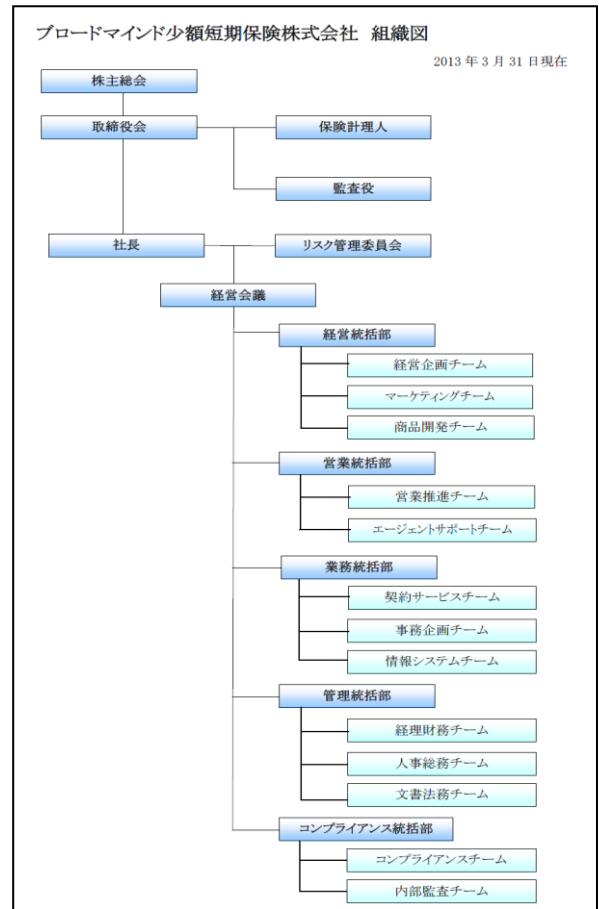 ブロードマインド少額短期保険株式会社 組織図
2013 年 3 月 31 日現在
株主総会
取締役会
保険計理人
監査役
社長
リスク管理委員会
経営会議
経営統括部
経営企画チーム
マーケティングチーム
商品開発チーム
営業統括部
営業推進チーム
エージェントサポートチーム
業務統括部
契約サービスチーム
事務企画チーム
情報システムチーム
管理統括部
経理財務チーム
人事総務チーム
文書法務チーム
コンプライアンス統括部
コンプライアンスチーム
内部監査チーム